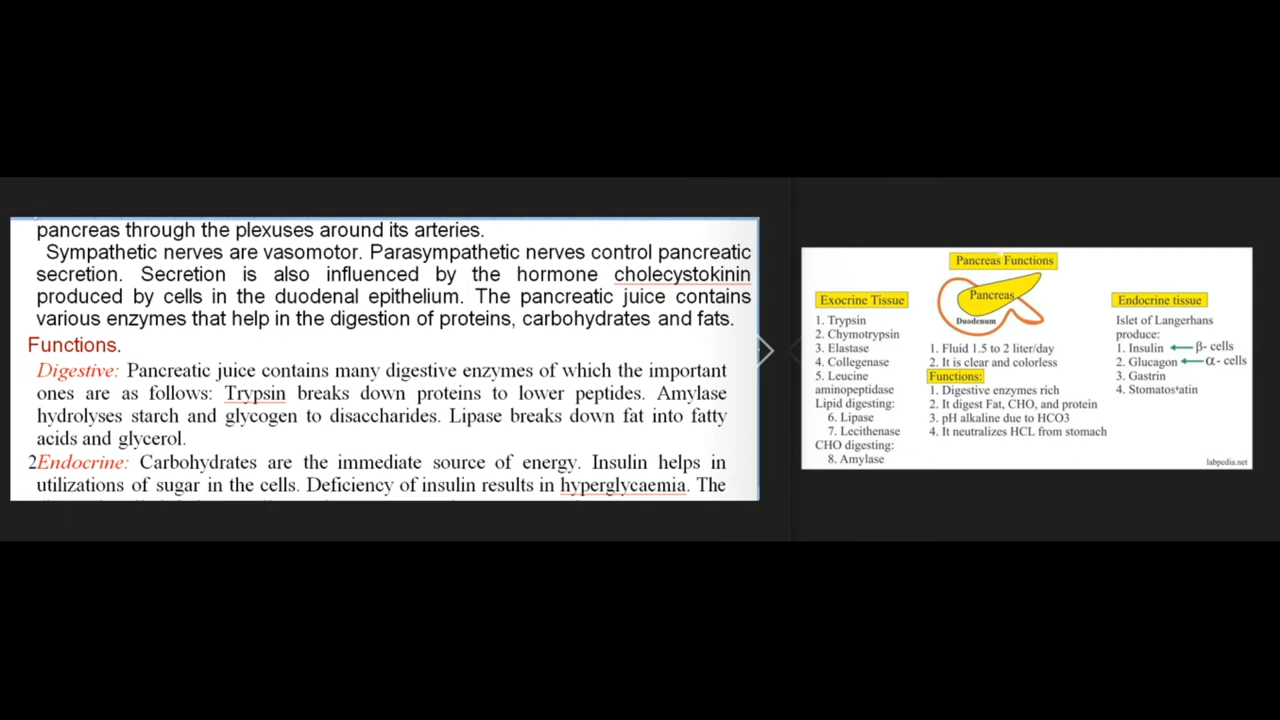 pancreas through the plexuses around its arteries.
Sympathetic nerves are vasomotor. Parasympathetic nerves control pancreatic
secretion. Secretion is also influenced by the hormone cholecystokinin
produced by cells in the duodenal epithelium. The pancreatic juice contains
various enzymes that help in the digestion of proteins, carbohydrates and fats.
Functions.
Digestive: Pancreatic juice contains many digestive enzymes of which the important
ones are as follows: Trypsin breaks down proteins to lower peptides. Amylase
hydrolyses starch and glycogen to disaccharides. Lipase breaks down fat into fatty
acids and glycerol.
2Endocrine: Carbohydrates are the immediate source of energy. Insulin helps in
utilizations of sugar in the cells. Deficiency of insulin results in hyperglycaemia. The
Pancreas Functions
Exocrine Tissue
1. Trypsin
2. Chymotrypsin
3. Elastase
4. Collegenase
5. Leucine
aminopeptidase
Lipid digesting:
6. Lipase
7. Lecithenase
CHO digesting:
8. Amylase
Pancreas
Duodenum
1. Fluid 1.5 to 2 liter/day
2. It is clear and colorless
Functions:
1. Digestive enzymes rich
2. It digest Fat, CHO, and protein
3. pH alkaline due to HCO3
4. It neutralizes HCL from stomach
Endocrine tissue
Islet of Langerhans
produce:
1. Insulin β- cells
2. Glucagon α- cells
3. Gastrin
4. Stomatostatin
labpedia.net